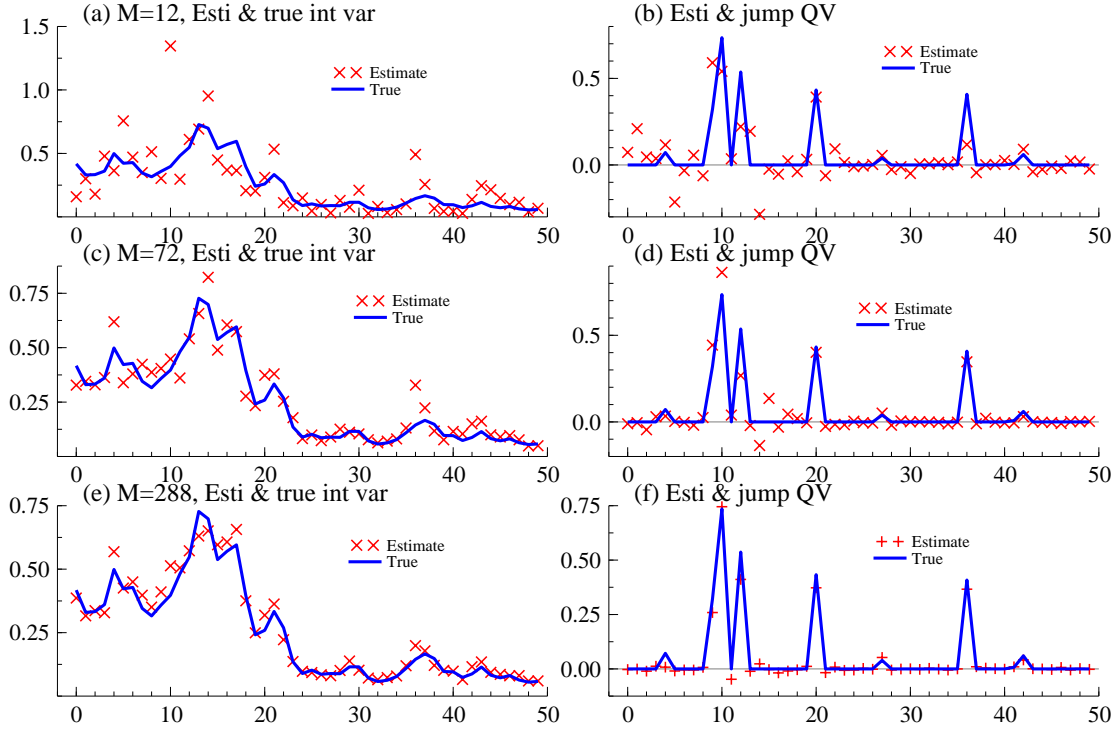 (a) M=12, Esti & true int var
1.5
1.0
0.5
Estimate
True
0 10 20 30 40 50
(b) Esti & jump QV
0.5
0.0
Estimate
True
0 10 20 30 40 50
(c) M=72, Esti & true int var
0.75
0.50
0.25
Estimate
True
0 10 20 30 40 50
(d) Esti & jump QV
0.5
0.0
Estimate
True
0 10 20 30 40 50
(e) M=288, Esti & true int var
0.75
0.50
0.25
Estimate
True
0 10 20 30 40 50
(f) Esti & jump QV
0.75
0.50
0.25
0.00
Estimate
True
0 10 20 30 40 50